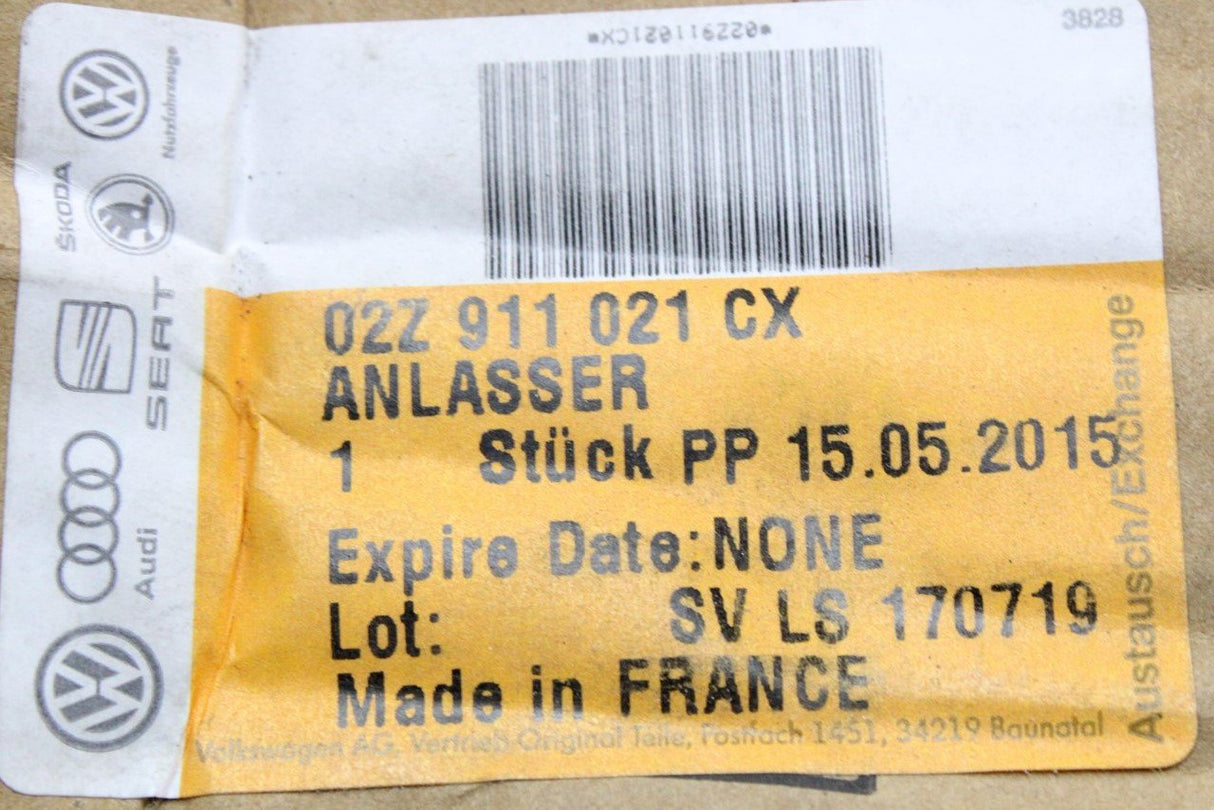 3828
*02Z911021CX*
Nutzfahrzeuge
ŠKODA
SEAT
Audi
02Z 911 021 CX
ANLASSER
1 Stück PP 15.05.2015
Expire Date:NONE
Lot: SV LS 170719
Made in FRANCE
Volkswagen AG, Vertrieb Original Teile, Postfach 1451, 34219 Baunatal
Austausch/Exchange